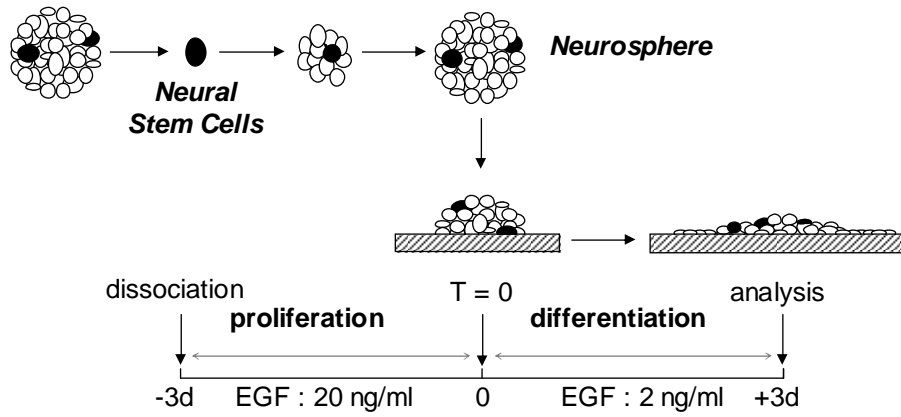 Neurosphere
Neural
Stem Cells
dissociation
T = 0
analysis
proliferation
differentiation
-3d
EGF : 20 ng/ml
0
EGF : 2 ng/ml
+3d